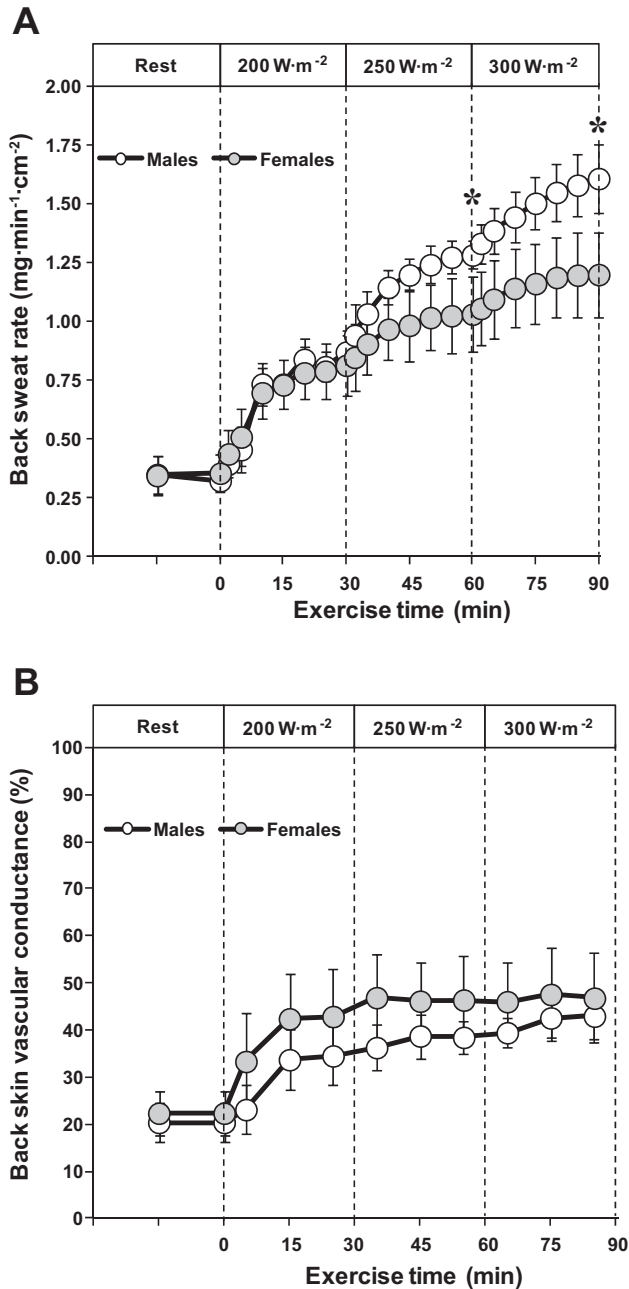 A
Rest 200 W·m⁻² 250 W·m⁻² 300 W·m⁻²
Back sweat rate (mg·min⁻¹·cm⁻²)
2.00
1.75
1.50
1.25
1.00
0.75
0.50
0.25
0.00
Males Females
*
*
0 15 30 45 60 75 90
Exercise time (min)
B
Rest 200 W·m⁻² 250 W·m⁻² 300 W·m⁻²
Back skin vascular conductance (%)
100
90
80
70
60
50
40
30
20
10
0
Males Females
0 15 30 45 60 75 90
Exercise time (min)